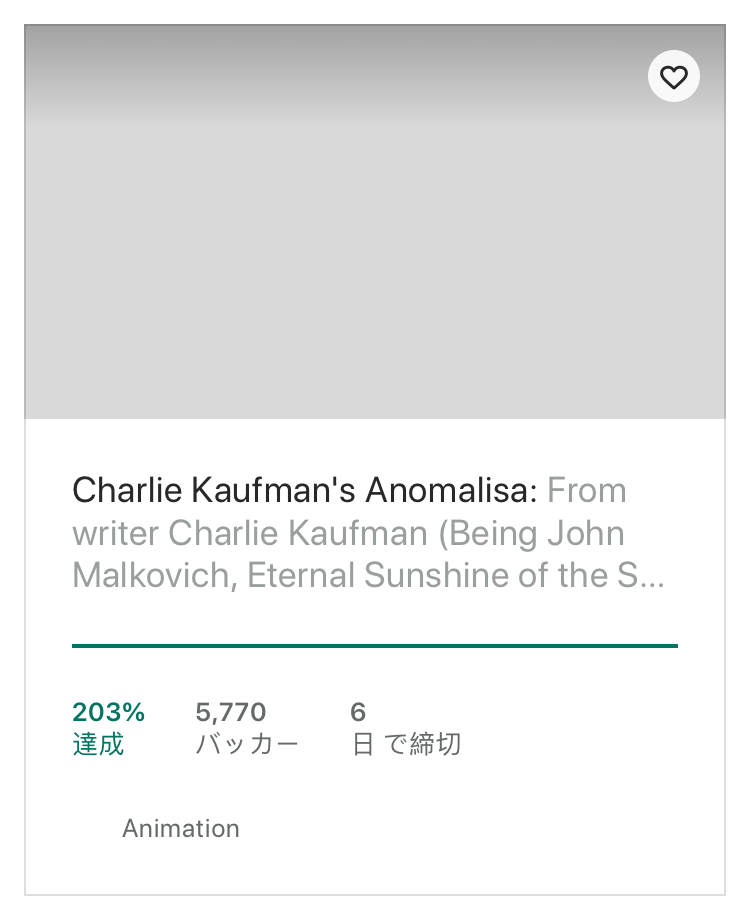 Charlie Kaufman's Anomalisa: From
writer Charlie Kaufman (Being John
Malkovich, Eternal Sunshine of the S...
203% 5,770 6
達成 バッカー 日 で締切
Animation